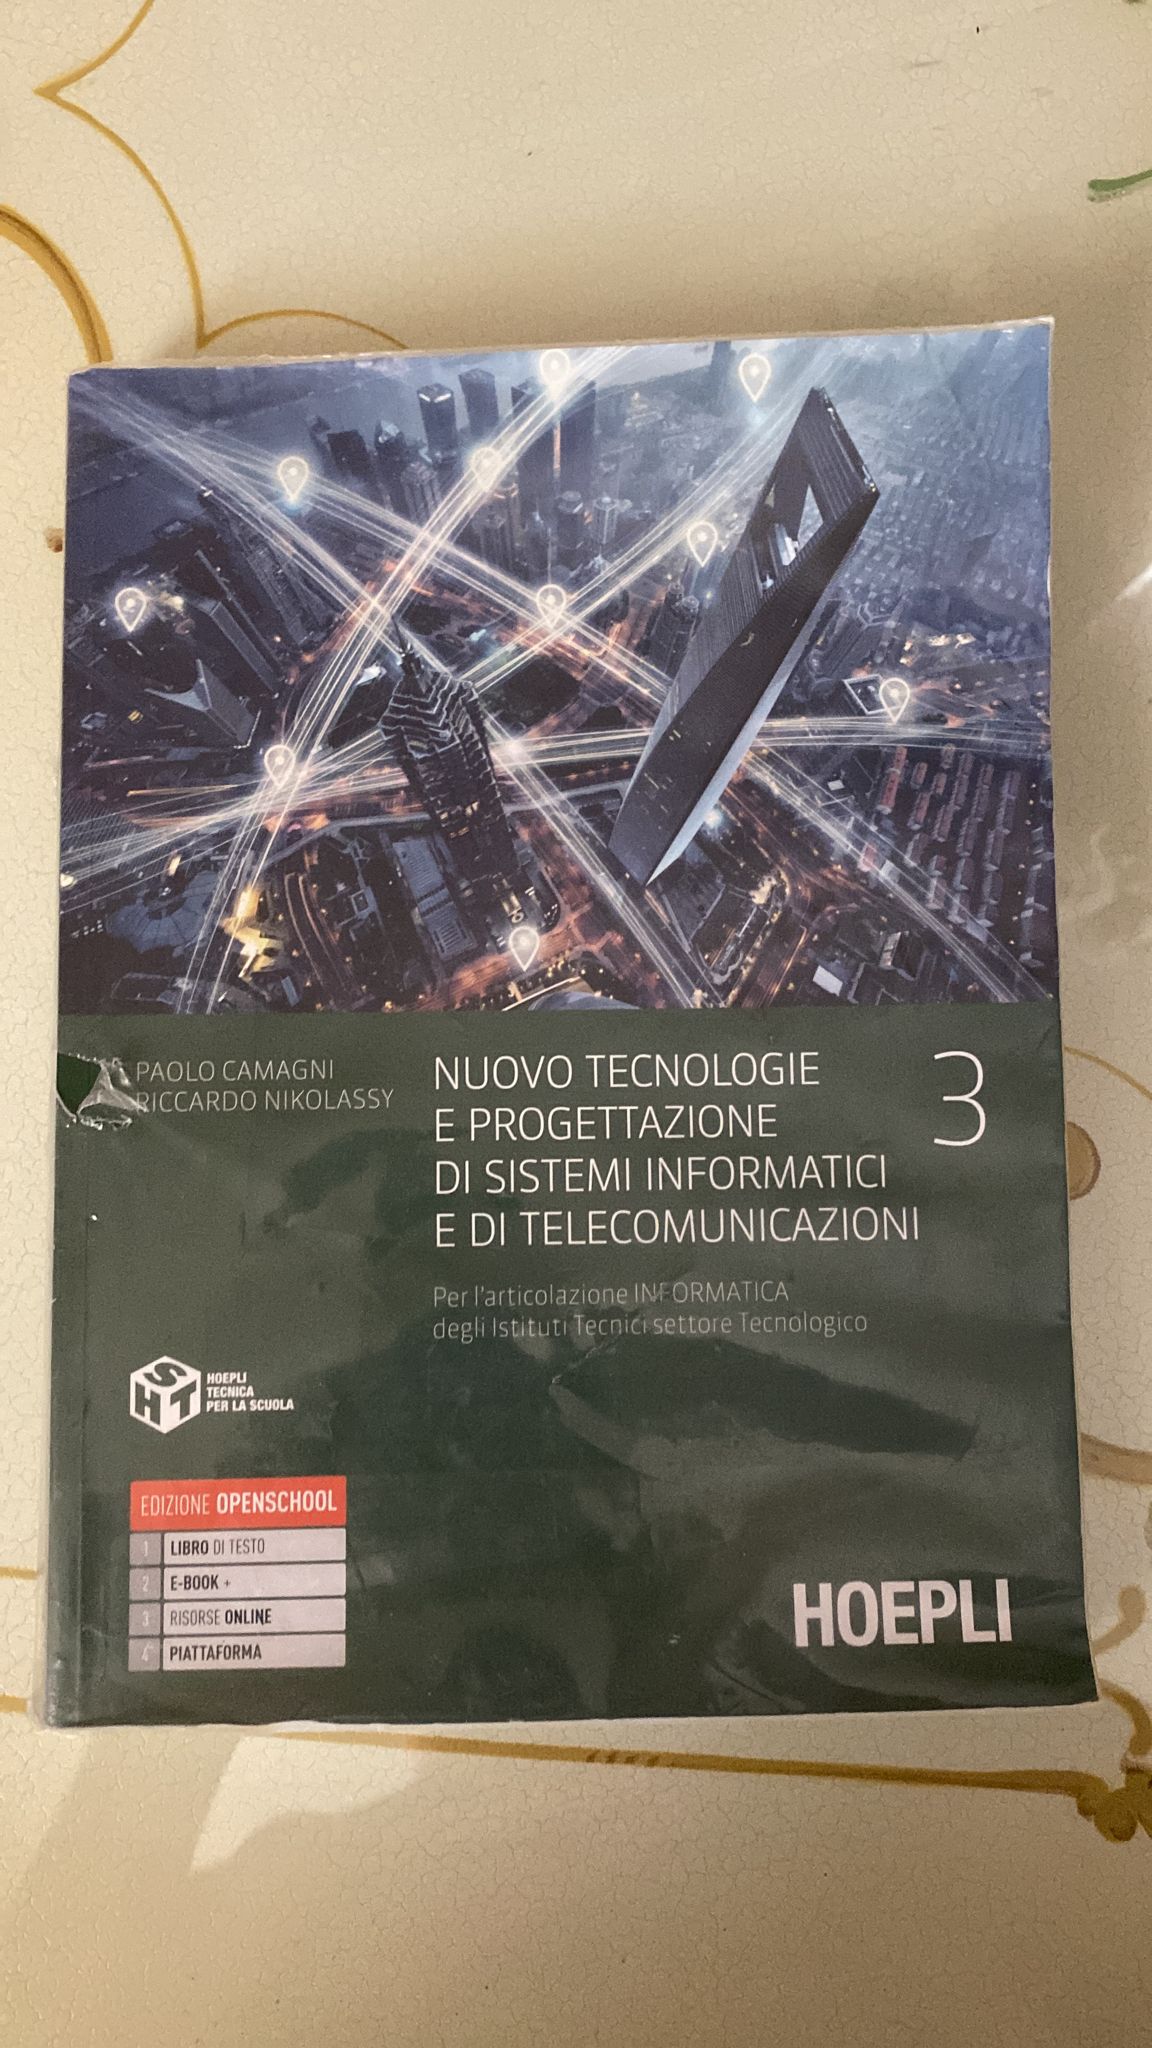 PAOLO CAMAGNI
RICCARDO NIKOLASSY
NUOVO TECNOLOGIE
E PROGETTAZIONE
DI SISTEMI INFORMATICI
E DI TELECOMUNICAZIONI
3
Per l'articolazione INFORMATICA
degli Istituti Tecnici settore Tecnologico
SHT
HOEPLI
TECNICA
PER LA SCUOLA
EDIZIONE OPENSCHOOL
1 LIBRO DI TESTO
2 E-BOOK +
3 RISORSE ONLINE
4 PIATTAFORMA
HOEPLI